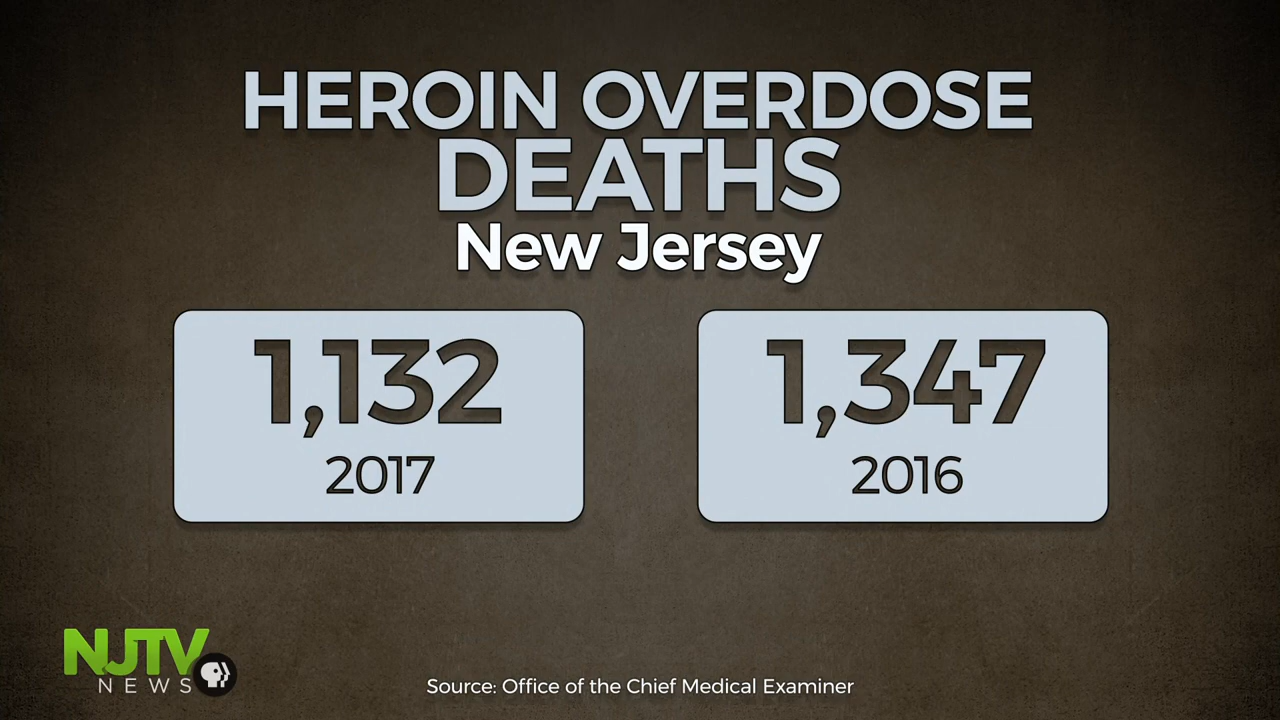 HEROIN OVERDOSE
DEATHS
New Jersey
1,132
2017
1,347
2016
NJTV
NEWS
Source: Office of the Chief Medical Examiner